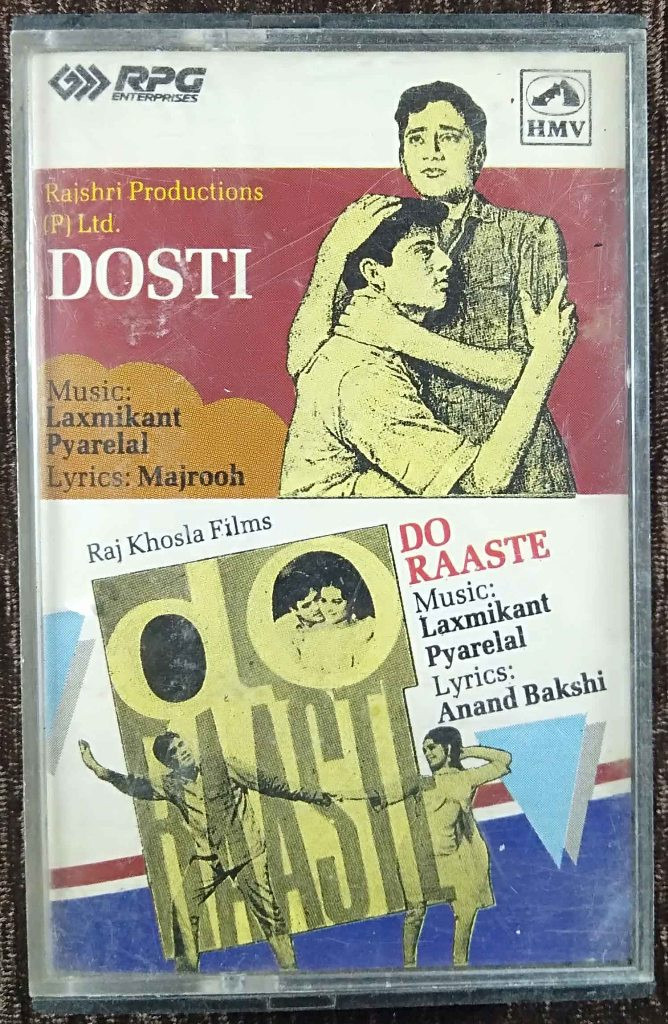 RPG
ENTERPRISES
HMV
Rajshri Productions
(P) Ltd.
DOSTI
Music:
Laxmikant
Pyarelal
Lyrics: Majrooh
Raj Khosla Films
DO
RAASTE
Music:
Laxmikant
Pyarelal
Lyrics:
Anand Bakshi
do
RAASTE